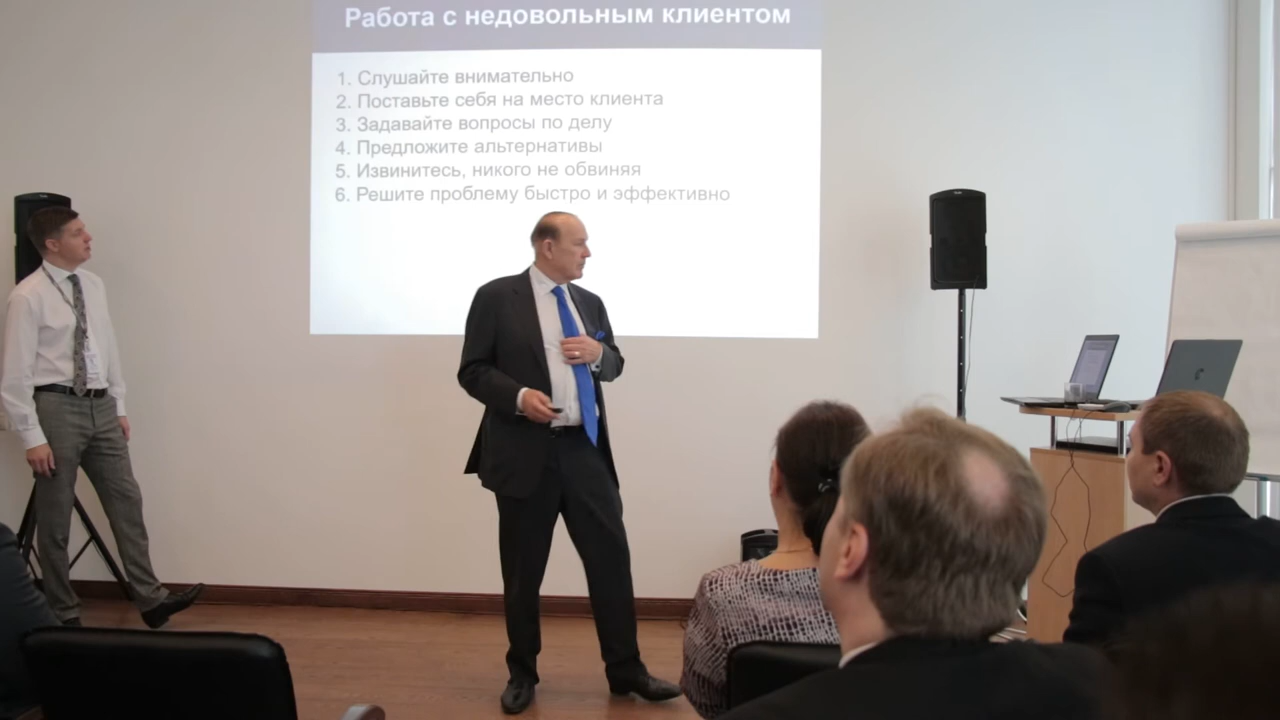 Работа с недовольным клиентом
1. Слушайте внимательно
2. Поставьте себя на место клиента
3. Задавайте вопросы по делу
4. Предложите альтернативы
5. Извинитесь, никого не обвиняя
6. Решите проблему быстро и эффективно